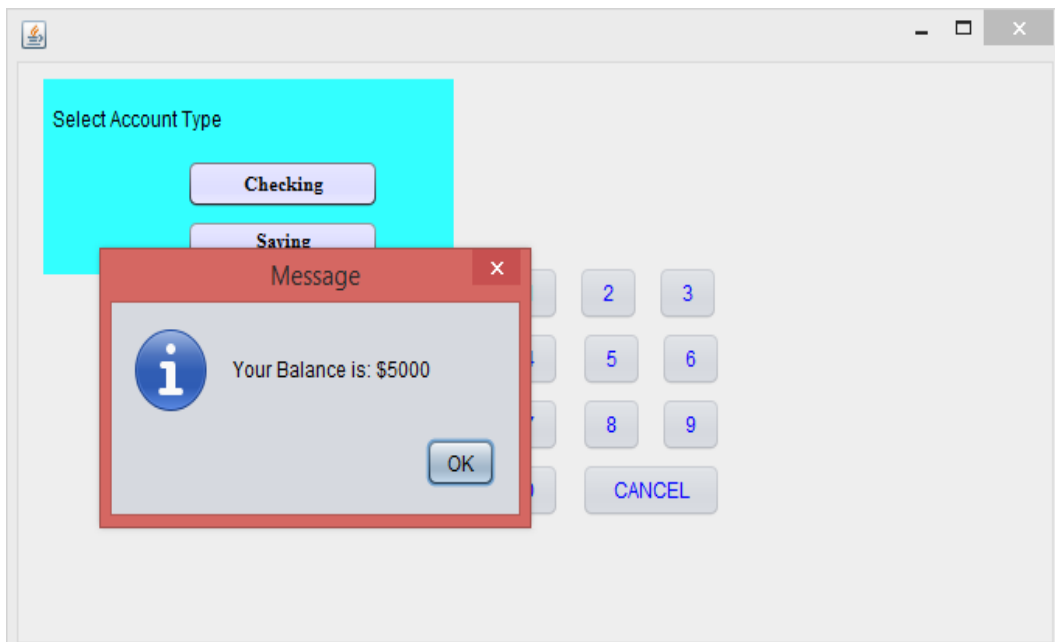 Select Account Type
Checking
Saving
Message
Your Balance is: $5000
OK
2 3
5 6
8 9
CANCEL